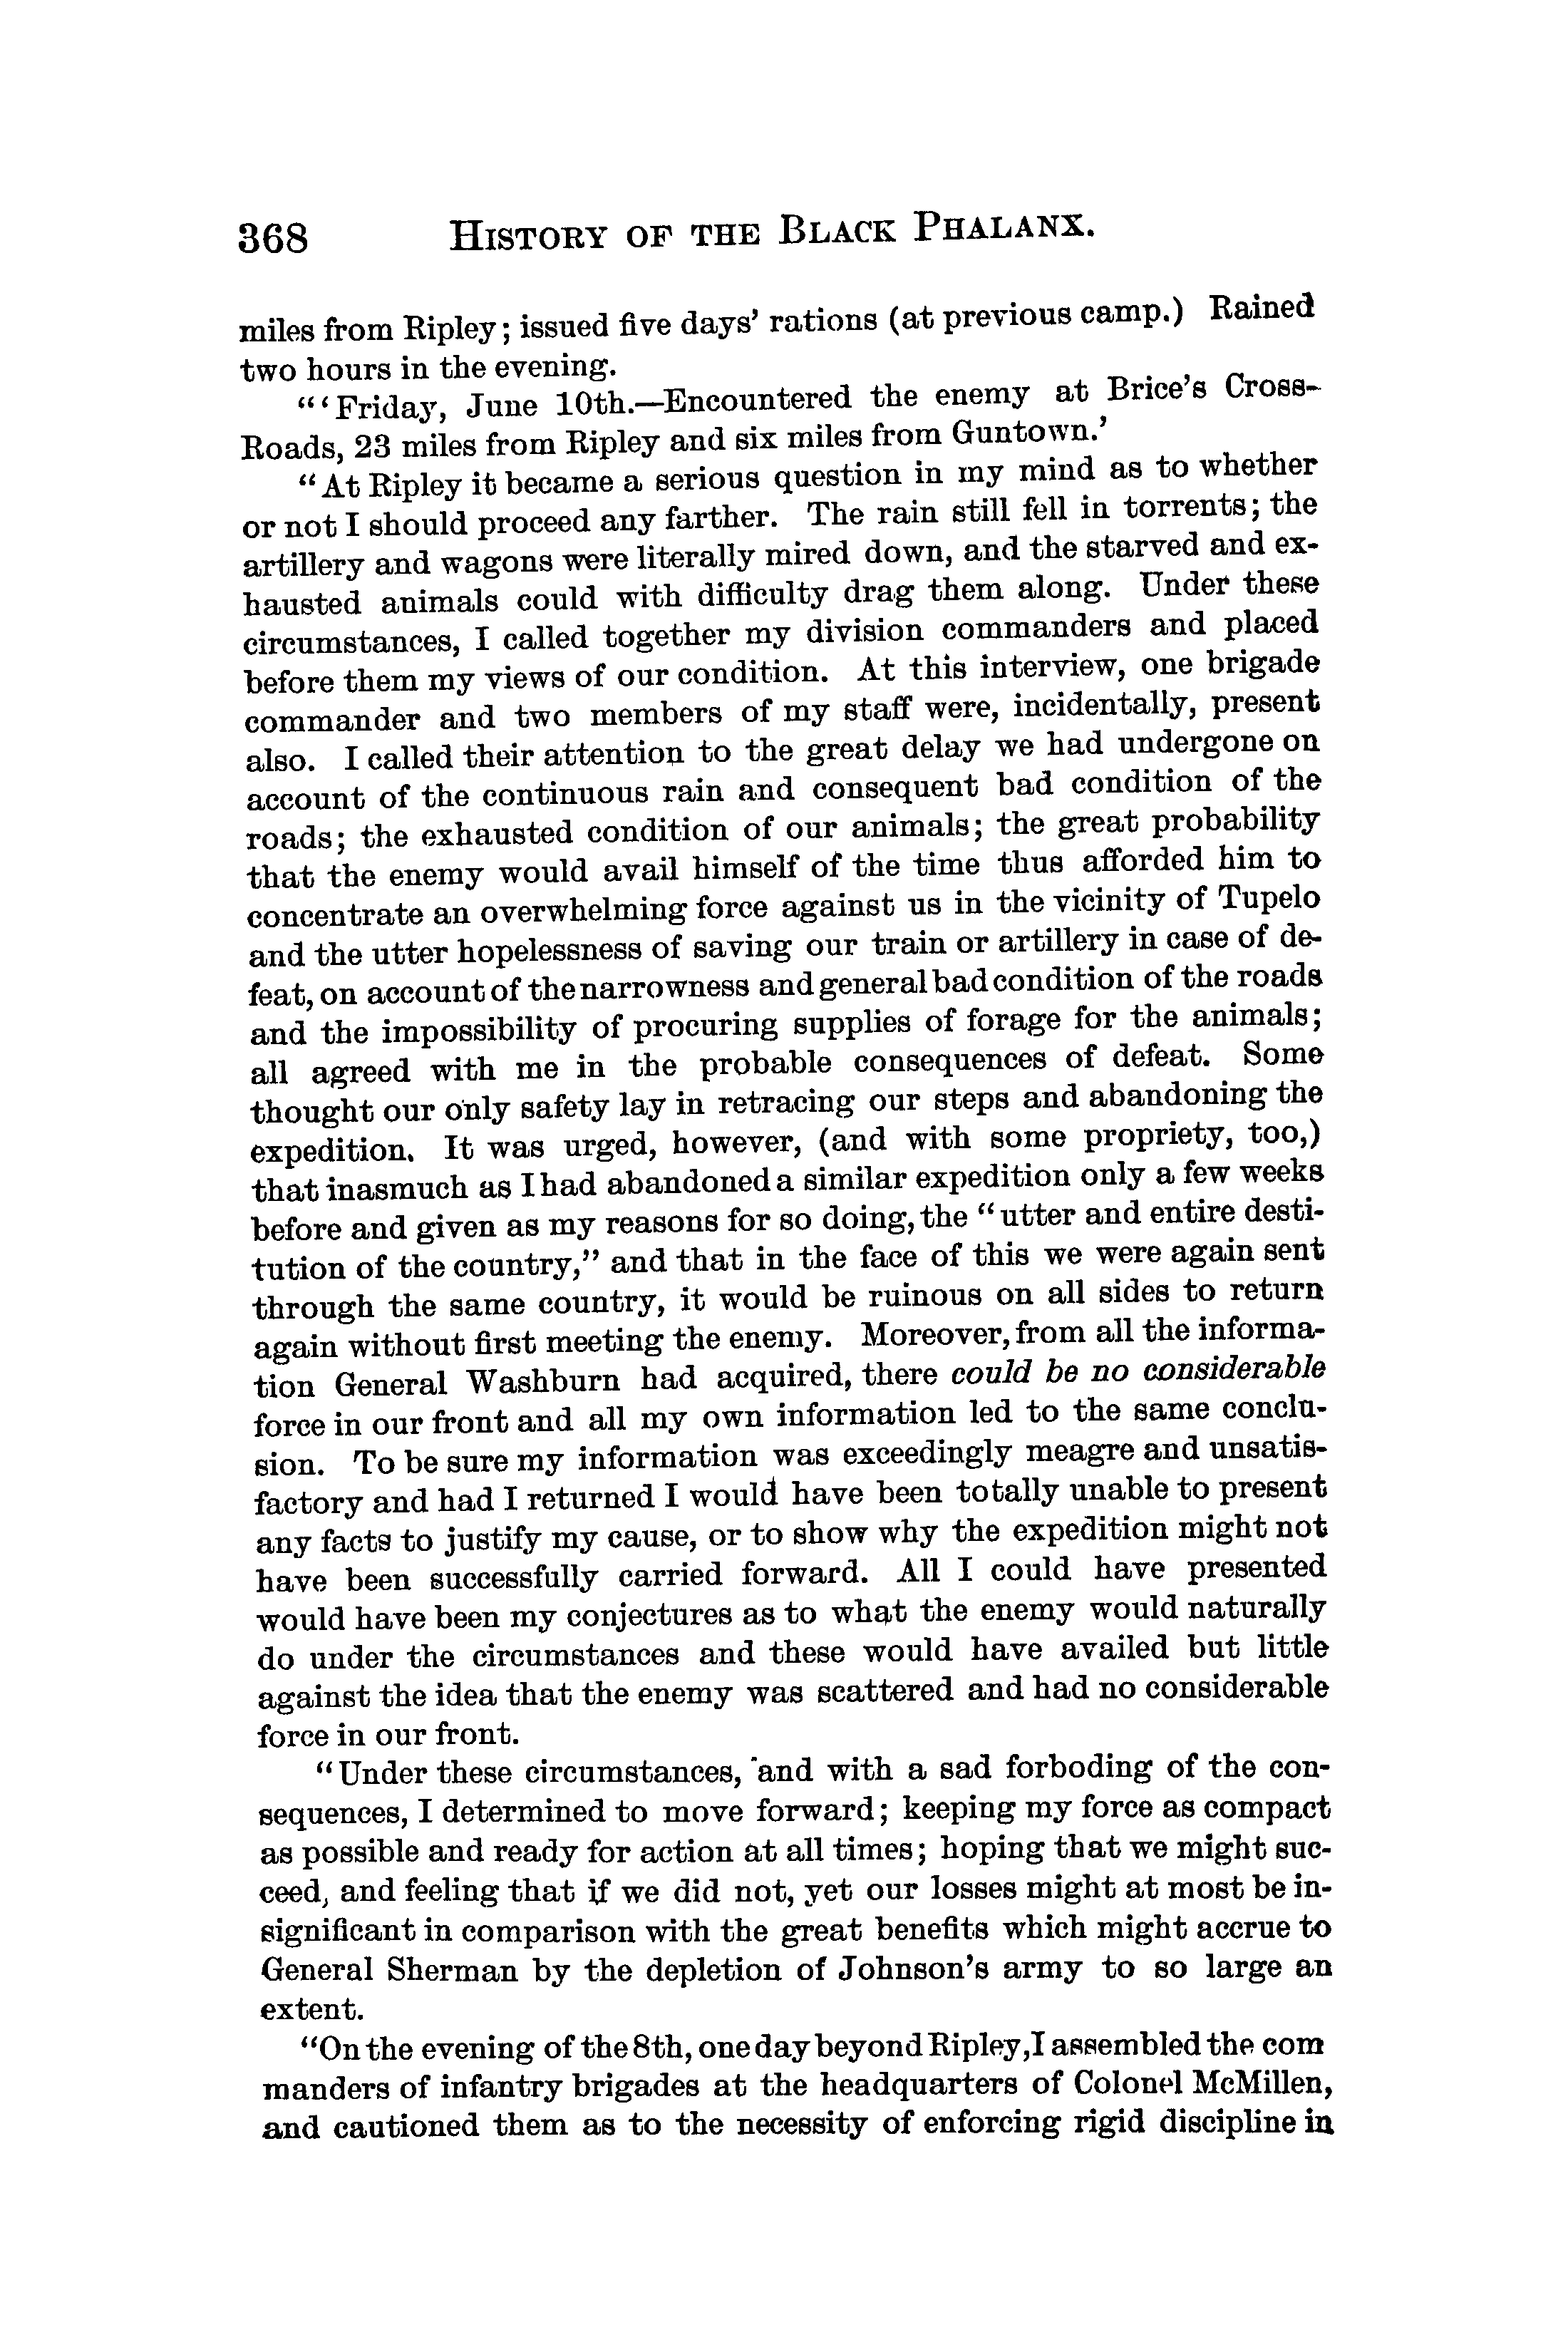 368 History of the Black Phalanx.
miles from Ripley; issued five days' rations (at previous camp.) Rained
two hours in the evening.
"'Friday, June 10th.—Encountered the enemy at Brice's Cross-
Roads, 23 miles from Ripley and six miles from Guntown.'
"At Ripley it became a serious question in my mind as to whether
or not I should proceed any farther. The rain still fell in torrents; the
artillery and wagons were literally mired down, and the starved and ex-
hausted animals could with difficulty drag them along. Under these
circumstances, I called together my division commanders and placed
before them my views of our condition. At this interview, one brigade
commander and two members of my staff were, incidentally, present
also. I called their attention to the great delay we had undergone on
account of the continuous rain and consequent bad condition of the
roads; the exhausted condition of our animals; the great probability
that the enemy would avail himself of the time thus afforded him to
concentrate an overwhelming force against us in the vicinity of Tupelo
and the utter hopelessness of saving our train or artillery in case of de-
feat, on account of the narrowness and general bad condition of the roads
and the impossibility of procuring supplies of forage for the animals;
all agreed with me in the probable consequences of defeat. Some
thought our only safety lay in retracing our steps and abandoning the
expedition. It was urged, however, (and with some propriety, too,)
that inasmuch as I had abandoned a similar expedition only a few weeks
before and given as my reasons for so doing, the "utter and entire desti-
tution of the country," and that in the face of this we were again sent
through the same country, it would be ruinous on all sides to return
again without first meeting the enemy. Moreover, from all the informa-
tion General Washburn had acquired, there could be no considerable
force in our front and all my own information led to the same conclu-
sion. To be sure my information was exceedingly meagre and unsatis-
factory and had I returned I would have been totally unable to present
any facts to justify my cause, or to show why the expedition might not
have been successfully carried forward. All I could have presented
would have been my conjectures as to what the enemy would naturally
do under the circumstances and these would have availed but little
against the idea that the enemy was scattered and had no considerable
force in our front.
"Under these circumstances, and with a sad forboding of the con-
sequences, I determined to move forward; keeping my force as compact
as possible and ready for action at all times; hoping that we might suc-
ceed, and feeling that if we did not, yet our losses might at most be in-
significant in comparison with the great benefits which might accrue to
General Sherman by the depletion of Johnson's army to so large an
extent.
"On the evening of the 8th, one day beyond Ripley, I assembled the com
manders of infantry brigades at the headquarters of Colonel McMillen,
and cautioned them as to the necessity of enforcing rigid discipline in